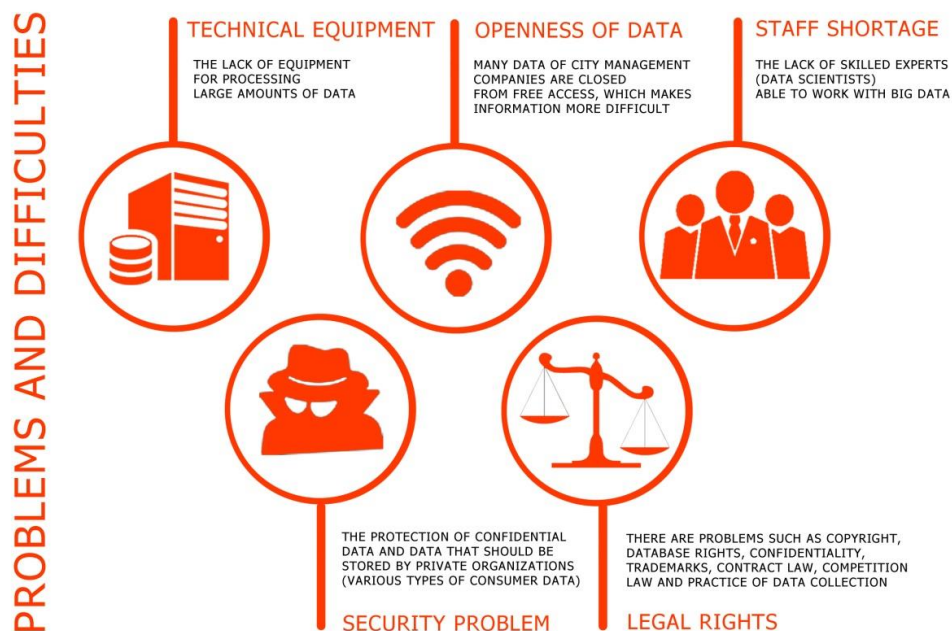 PROBLEMS AND DIFFICULTIES
TECHNICAL EQUIPMENT
THE LACK OF EQUIPMENT
FOR PROCESSING
LARGE AMOUNTS OF DATA
OPENNESS OF DATA
MANY DATA OF CITY MANAGEMENT
COMPANIES ARE CLOSED
FROM FREE ACCESS, WHICH MAKES
INFORMATION MORE DIFFICULT
STAFF SHORTAGE
THE LACK OF SKILLED EXPERTS
(DATA SCIENTISTS)
ABLE TO WORK WITH BIG DATA
THE PROTECTION OF CONFIDENTIAL
DATA AND DATA THAT SHOULD BE
STORED BY PRIVATE ORGANIZATIONS
(VARIOUS TYPES OF CONSUMER DATA)
SECURITY PROBLEM
THERE ARE PROBLEMS SUCH AS COPYRIGHT,
DATABASE RIGHTS, CONFIDENTIALITY,
TRADEMARKS, CONTRACT LAW, COMPETITION
LAW AND PRACTICE OF DATA COLLECTION
LEGAL RIGHTS